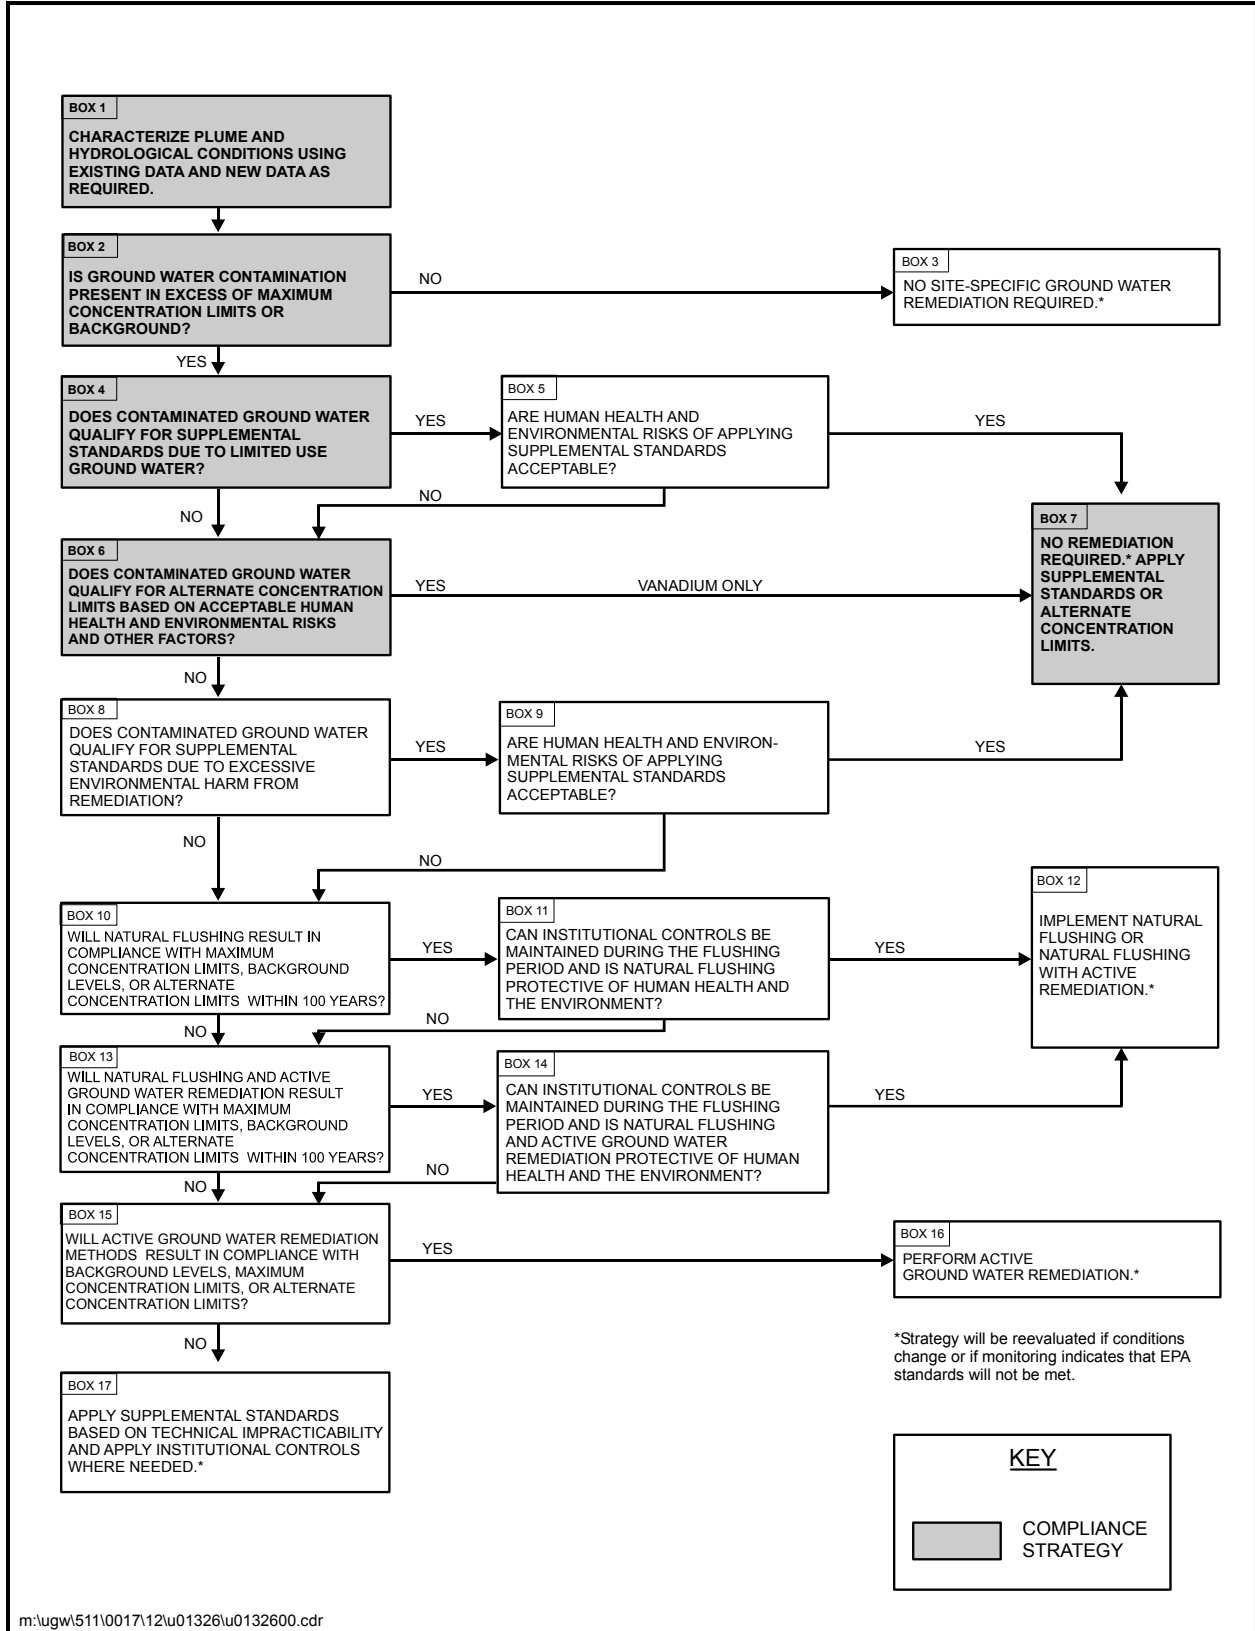 BOX 1
CHARACTERIZE PLUME AND
HYDROLOGICAL CONDITIONS USING
EXISTING DATA AND NEW DATA AS
REQUIRED.
BOX 2
IS GROUND WATER CONTAMINATION
PRESENT IN EXCESS OF MAXIMUM
CONCENTRATION LIMITS OR
BACKGROUND?
NO
BOX 3
NO SITE-SPECIFIC GROUND WATER
REMEDIATION REQUIRED.*
YES
BOX 4
DOES CONTAMINATED GROUND WATER
QUALIFY FOR SUPPLEMENTAL
STANDARDS DUE TO LIMITED USE
GROUND WATER?
YES
BOX 5
ARE HUMAN HEALTH AND
ENVIRONMENTAL RISKS OF APPLYING
SUPPLEMENTAL STANDARDS
ACCEPTABLE?
YES
NO
NO
BOX 6
DOES CONTAMINATED GROUND WATER
QUALIFY FOR ALTERNATE CONCENTRATION
LIMITS BASED ON ACCEPTABLE HUMAN
HEALTH AND ENVIRONMENTAL RISKS
AND OTHER FACTORS?
YES
VANADIUM ONLY
BOX 7
NO REMEDIATION
REQUIRED.* APPLY
SUPPLEMENTAL
STANDARDS OR
ALTERNATE
CONCENTRATION
LIMITS.
NO
BOX 8
DOES CONTAMINATED GROUND WATER
QUALIFY FOR SUPPLEMENTAL
STANDARDS DUE TO EXCESSIVE
ENVIRONMENTAL HARM FROM
REMEDIATION?
YES
BOX 9
ARE HUMAN HEALTH AND ENVIRON-
MENTAL RISKS OF APPLYING
SUPPLEMENTAL STANDARDS
ACCEPTABLE?
YES
NO
NO
BOX 10
WILL NATURAL FLUSHING RESULT IN
COMPLIANCE WITH MAXIMUM
CONCENTRATION LIMITS, BACKGROUND
LEVELS, OR ALTERNATE
CONCENTRATION LIMITS WITHIN 100 YEARS?
YES
BOX 11
CAN INSTITUTIONAL CONTROLS BE
MAINTAINED DURING THE FLUSHING
PERIOD AND IS NATURAL FLUSHING
PROTECTIVE OF HUMAN HEALTH AND
THE ENVIRONMENT?
YES
BOX 12
IMPLEMENT NATURAL
FLUSHING OR
NATURAL FLUSHING
WITH ACTIVE
REMEDIATION.*
NO
NO
BOX 13
WILL NATURAL FLUSHING AND ACTIVE
GROUND WATER REMEDIATION RESULT
IN COMPLIANCE WITH MAXIMUM
CONCENTRATION LIMITS, BACKGROUND
LEVELS, OR ALTERNATE
CONCENTRATION LIMITS WITHIN 100 YEARS?
YES
BOX 14
CAN INSTITUTIONAL CONTROLS BE
MAINTAINED DURING THE FLUSHING
PERIOD AND IS NATURAL FLUSHING
AND ACTIVE GROUND WATER
REMEDIATION PROTECTIVE OF HUMAN
HEALTH AND THE ENVIRONMENT?
YES
NO
NO
BOX 15
WILL ACTIVE GROUND WATER REMEDIATION
METHODS RESULT IN COMPLIANCE WITH
BACKGROUND LEVELS, MAXIMUM
CONCENTRATION LIMITS, OR ALTERNATE
CONCENTRATION LIMITS?
YES
BOX 16
PERFORM ACTIVE
GROUND WATER REMEDIATION.*
NO
*Strategy will be reevaluated if conditions
change or if monitoring indicates that EPA
standards will not be met.
BOX 17
APPLY SUPPLEMENTAL STANDARDS
BASED ON TECHNICAL IMPRACTICABILITY
AND APPLY INSTITUTIONAL CONTROLS
WHERE NEEDED.*
KEY
COMPLIANCE
STRATEGY
m:\ugw\511\0017\12\u01326\u0132600.cdr